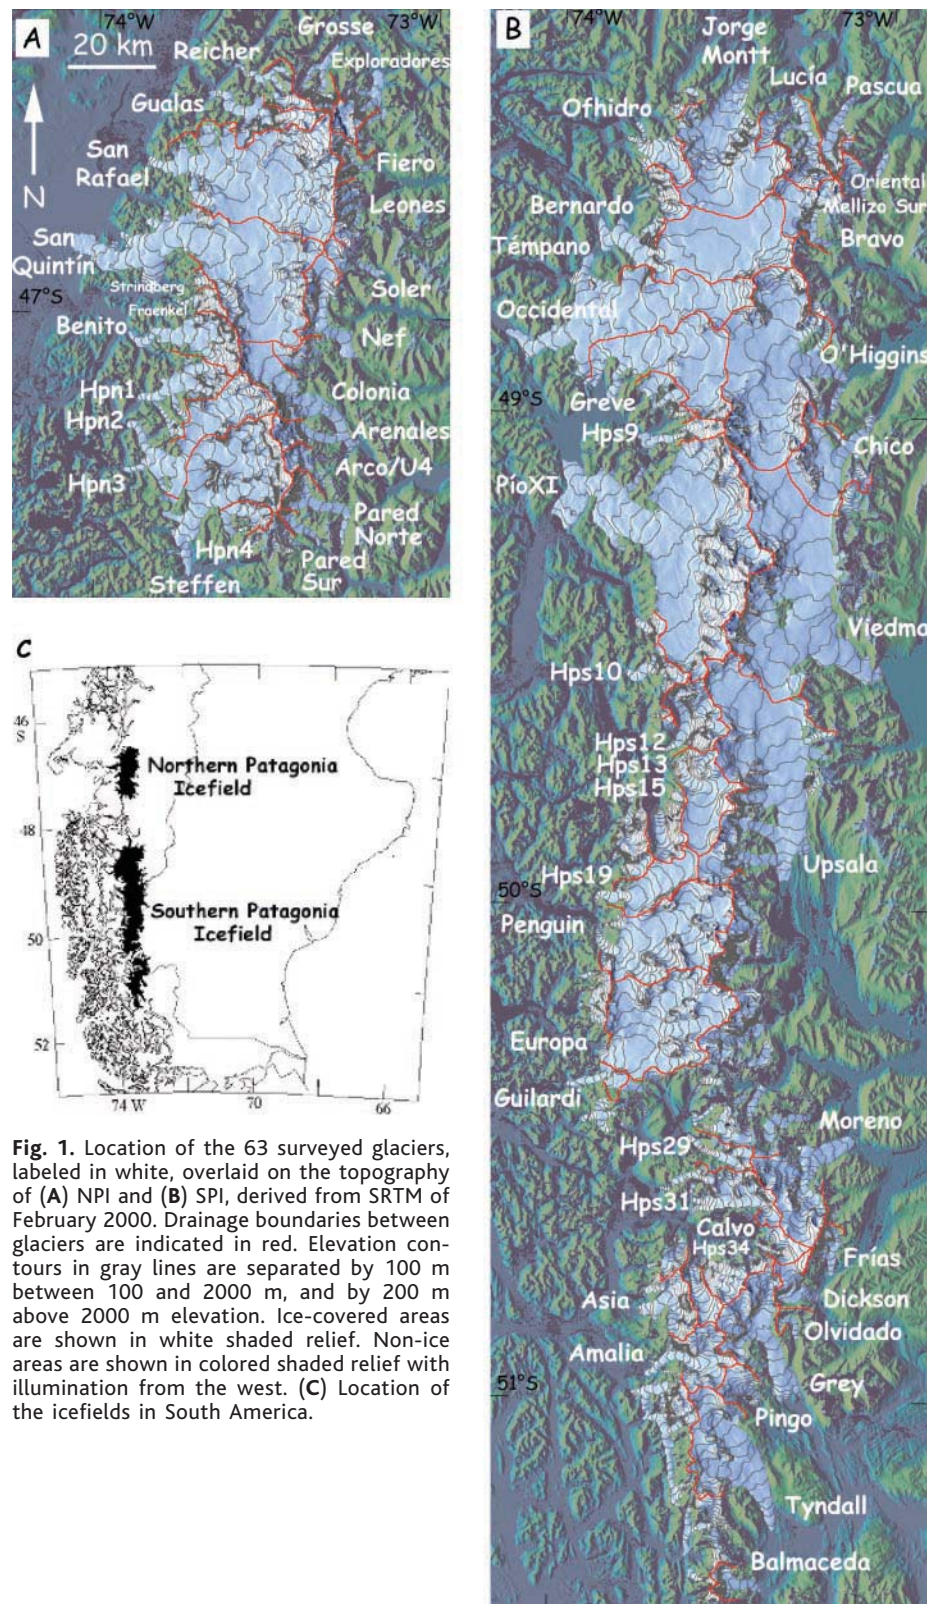 A
74°W
73°W
20 km
Grosse
Reicher
Exploradores
Gualas
San
Rafael
Fiero
N
Leones
San
Quintín
Strindberg
Soler
47°S
Fraenkel
Benito
Nef
Hpn1
Colonia
Hpn2
Arenales
Arco/U4
Hpn3
Pared
Norte
Hpn4
Pared
Sur
Steffen
B
74°W
73°W
Jorge
Montt
Lucía
Pascua
Ofhidro
Oriental
Mellizo Sur
Bernardo
Bravo
Témpano
Occidental
O'Higgins
49°S
Greve
Hps9
Chico
PíoXI
Viedma
Hps10
Hps12
Hps13
Hps15
Upsala
Hps19
50°S
Penguin
Europa
Guilardi
Moreno
Hps29
Hps31
Calvo
Hps34
Frías
Asia
Dickson
Olvidado
Amalia
Grey
51°S
Pingo
Tyndall
Balmaceda
C
46
S
Northern Patagonia
Icefield
48
Southern Patagonia
Icefield
50
52
74 W
70
66
Fig. 1. Location of the 63 surveyed glaciers,
labeled in white, overlaid on the topography
of (A) NPI and (B) SPI, derived from SRTM of
February 2000. Drainage boundaries between
glaciers are indicated in red. Elevation con-
tours in gray lines are separated by 100 m
between 100 and 2000 m, and by 200 m
above 2000 m elevation. Ice-covered areas
are shown in white shaded relief. Non-ice
areas are shown in colored shaded relief with
illumination from the west. (C) Location of
the icefields in South America.